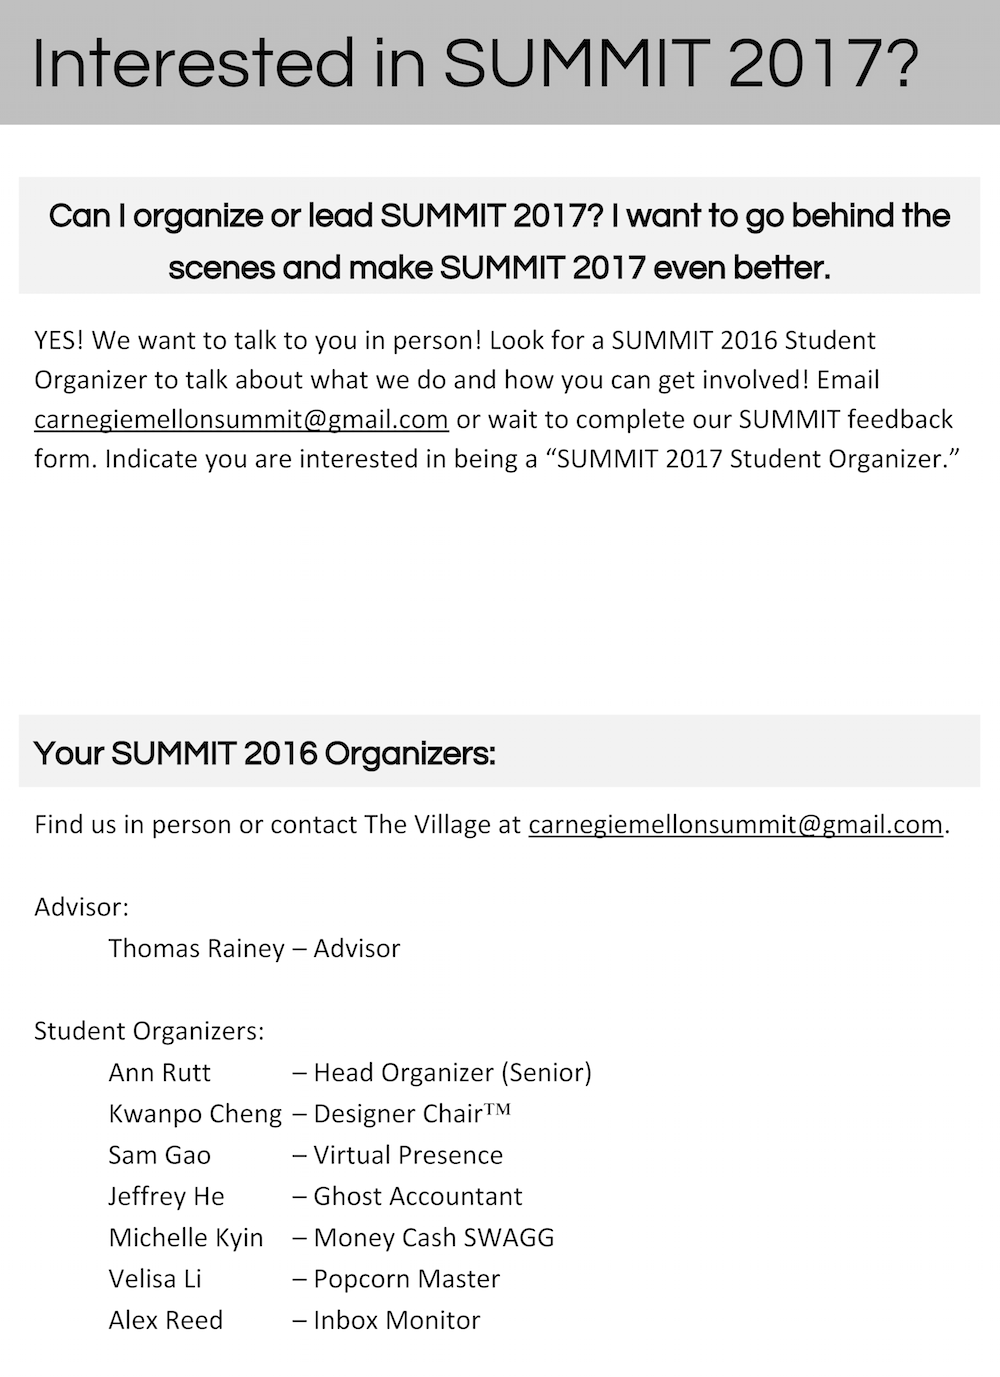 Interested in SUMMIT 2017?
Can I organize or lead SUMMIT 2017? I want to go behind the
scenes and make SUMMIT 2017 even better.
YES! We want to talk to you in person! Look for a SUMMIT 2016 Student
Organizer to talk about what we do and how you can get involved! Email
carnegiemellonsummit@gmail.com or wait to complete our SUMMIT feedback
form. Indicate you are interested in being a “SUMMIT 2017 Student Organizer.”
Your SUMMIT 2016 Organizers:
Find us in person or contact The Village at carnegiemellonsummit@gmail.com.
Advisor:
Thomas Rainey – Advisor
Student Organizers:
Ann Rutt – Head Organizer (Senior)
Kwanpo Cheng – Designer Chair™
Sam Gao – Virtual Presence
Jeffrey He – Ghost Accountant
Michelle Kyin – Money Cash SWAGG
Velisa Li – Popcorn Master
Alex Reed – Inbox Monitor